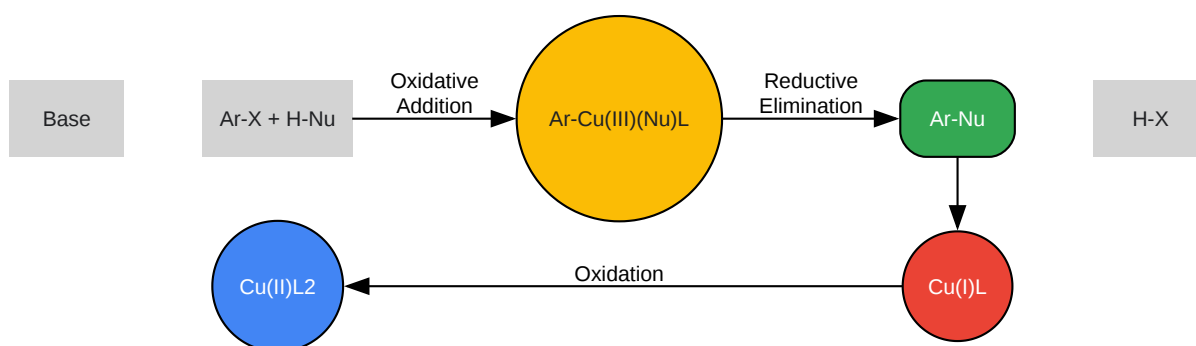 Base
Ar-X + H-Nu
Oxidative
Addition
Ar-Cu(III)(Nu)L
Reductive
Elimination
Ar-Nu
H-X
Cu(II)L2
Oxidation
Cu(I)L